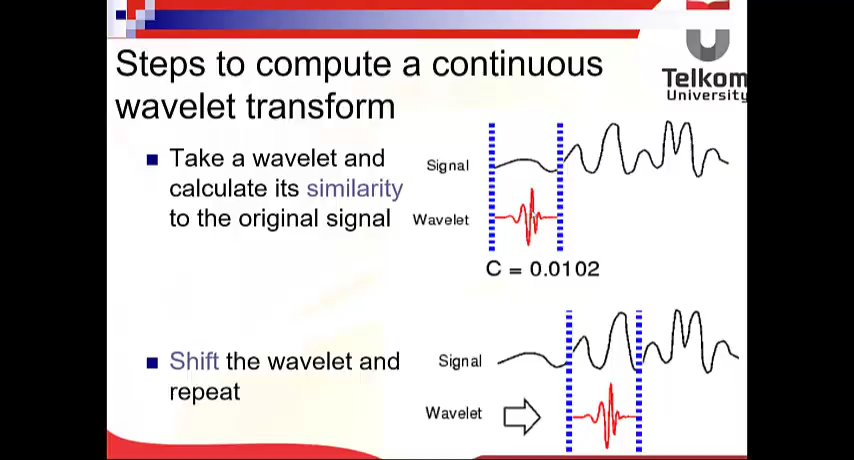 Steps to compute a continuous
wavelet transform
Telkom
University
Take a wavelet and
calculate its similarity
to the original signal
Signal
Wavelet
C = 0.0102
Shift the wavelet and
repeat
Signal
Wavelet